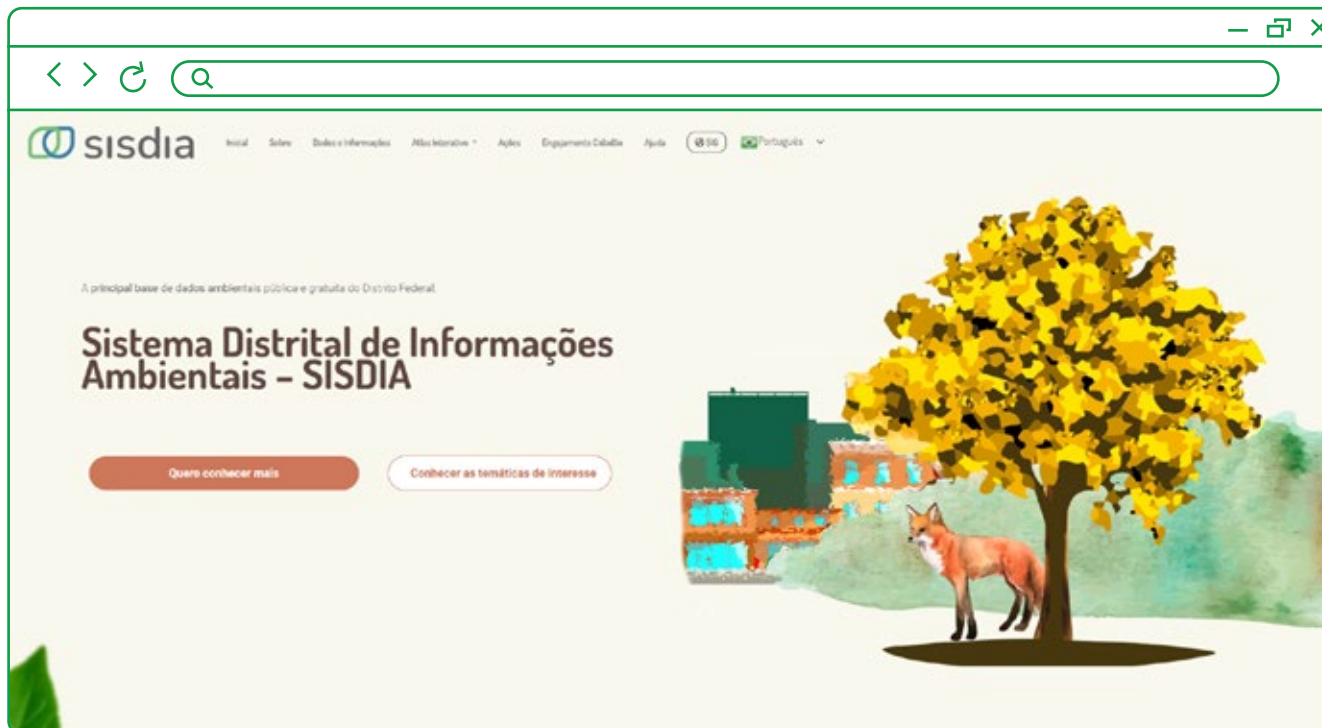 sisdia
Inicial Sobre Dados e Informações Atlas Interativo Ações Engajamento Cidadão Ajuda SIG Português
A principal base de dados ambientais pública e gratuita do Distrito Federal.
Sistema Distrital de Informações
Ambientais – SISDIA
Quero conhecer mais Conhecer as temáticas de interesse